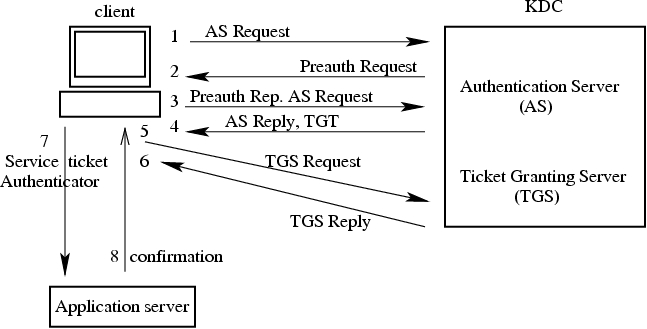 client
KDC
1 AS Request
2 Preauth Request
3 Preauth Rep. AS Request
4 AS Reply, TGT
5 TGS Request
6 TGS Reply
Authentication Server
(AS)
Ticket Granting Server
(TGS)
7
Service ticket
Authenticator
8 confirmation
Application server